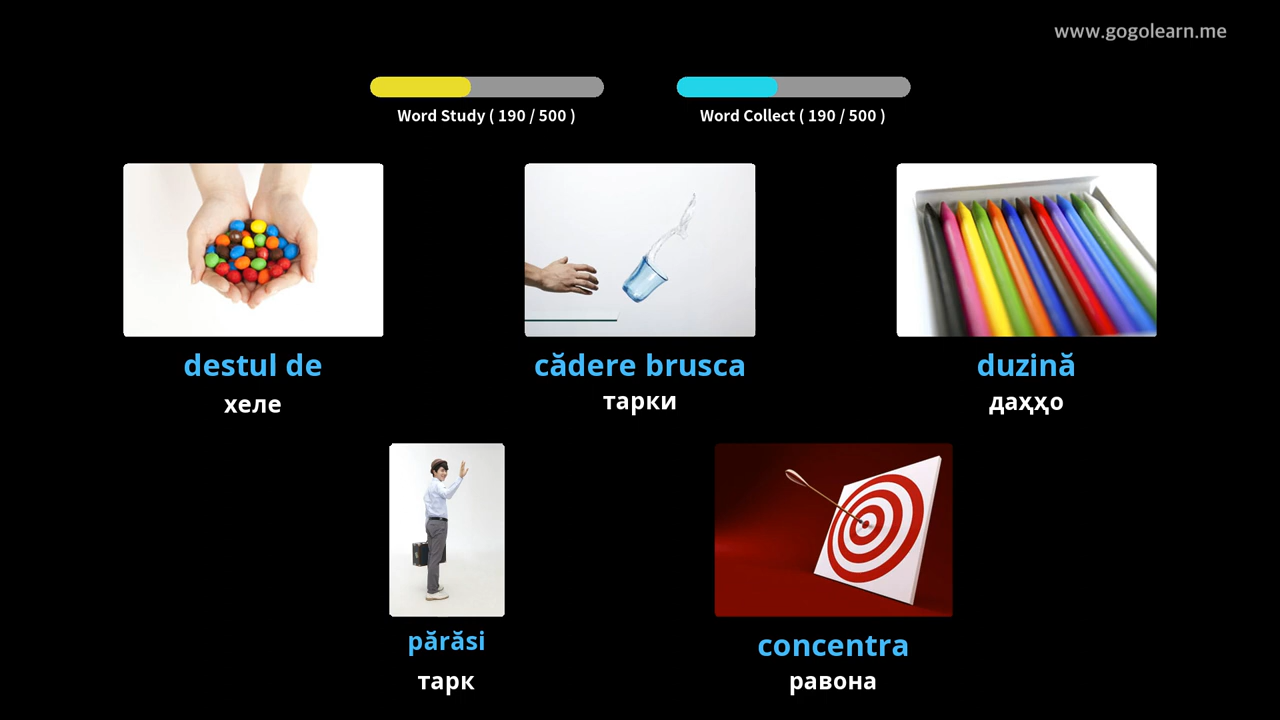 www.gogolearn.me
Word Study ( 190 / 500 )
Word Collect ( 190 / 500 )
destul de
хеле
cădere brusca
тарки
duzină
даҳҳо
părăsi
тарк
concentra
равона